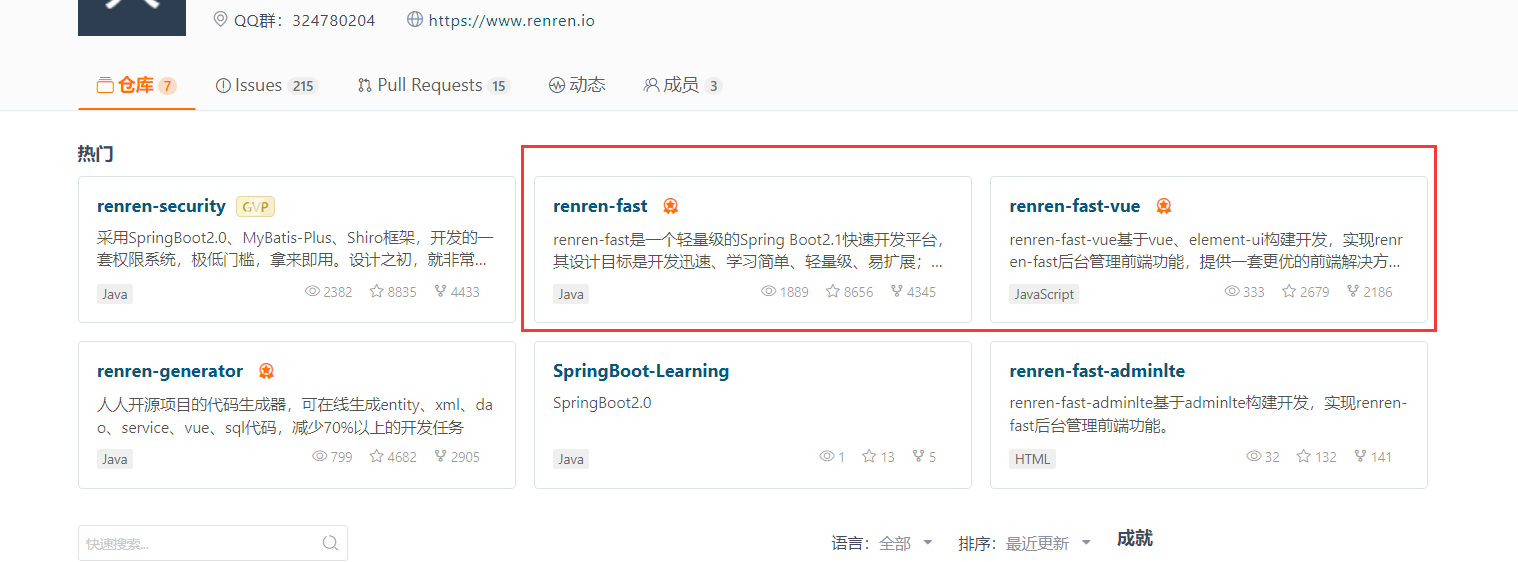 QQ群：324780204 https://www.renren.io
仓库 7 Issues 215 Pull Requests 15 动态 成员 3
热门
renren-security GVP
采用SpringBoot2.0、MyBatis-Plus、Shiro框架，开发的一
套权限系统，极低门槛，拿来即用。设计之初，就非常...
Java 2382 8835 4433
renren-fast
renren-fast是一个轻量级的Spring Boot2.1快速开发平台，
其设计目标是开发迅速、学习简单、轻量级、易扩展；...
Java 1889 8656 4345
renren-fast-vue
renren-fast-vue基于vue、element-ui构建开发，实现renr
en-fast后台管理前端功能，提供一套更优的前端解决方...
JavaScript 333 2679 2186
renren-generator
人人开源项目的代码生成器，可在线生成entity、xml、da
o、service、vue、sql代码，减少70%以上的开发任务
Java 799 4682 2905
SpringBoot-Learning
SpringBoot2.0
Java 1 13 5
renren-fast-adminlte
renren-fast-adminlte基于adminlte构建开发，实现renren-
fast后台管理前端功能。
HTML 32 132 141
快速搜索... 语言：全部 排序：最近更新 成就